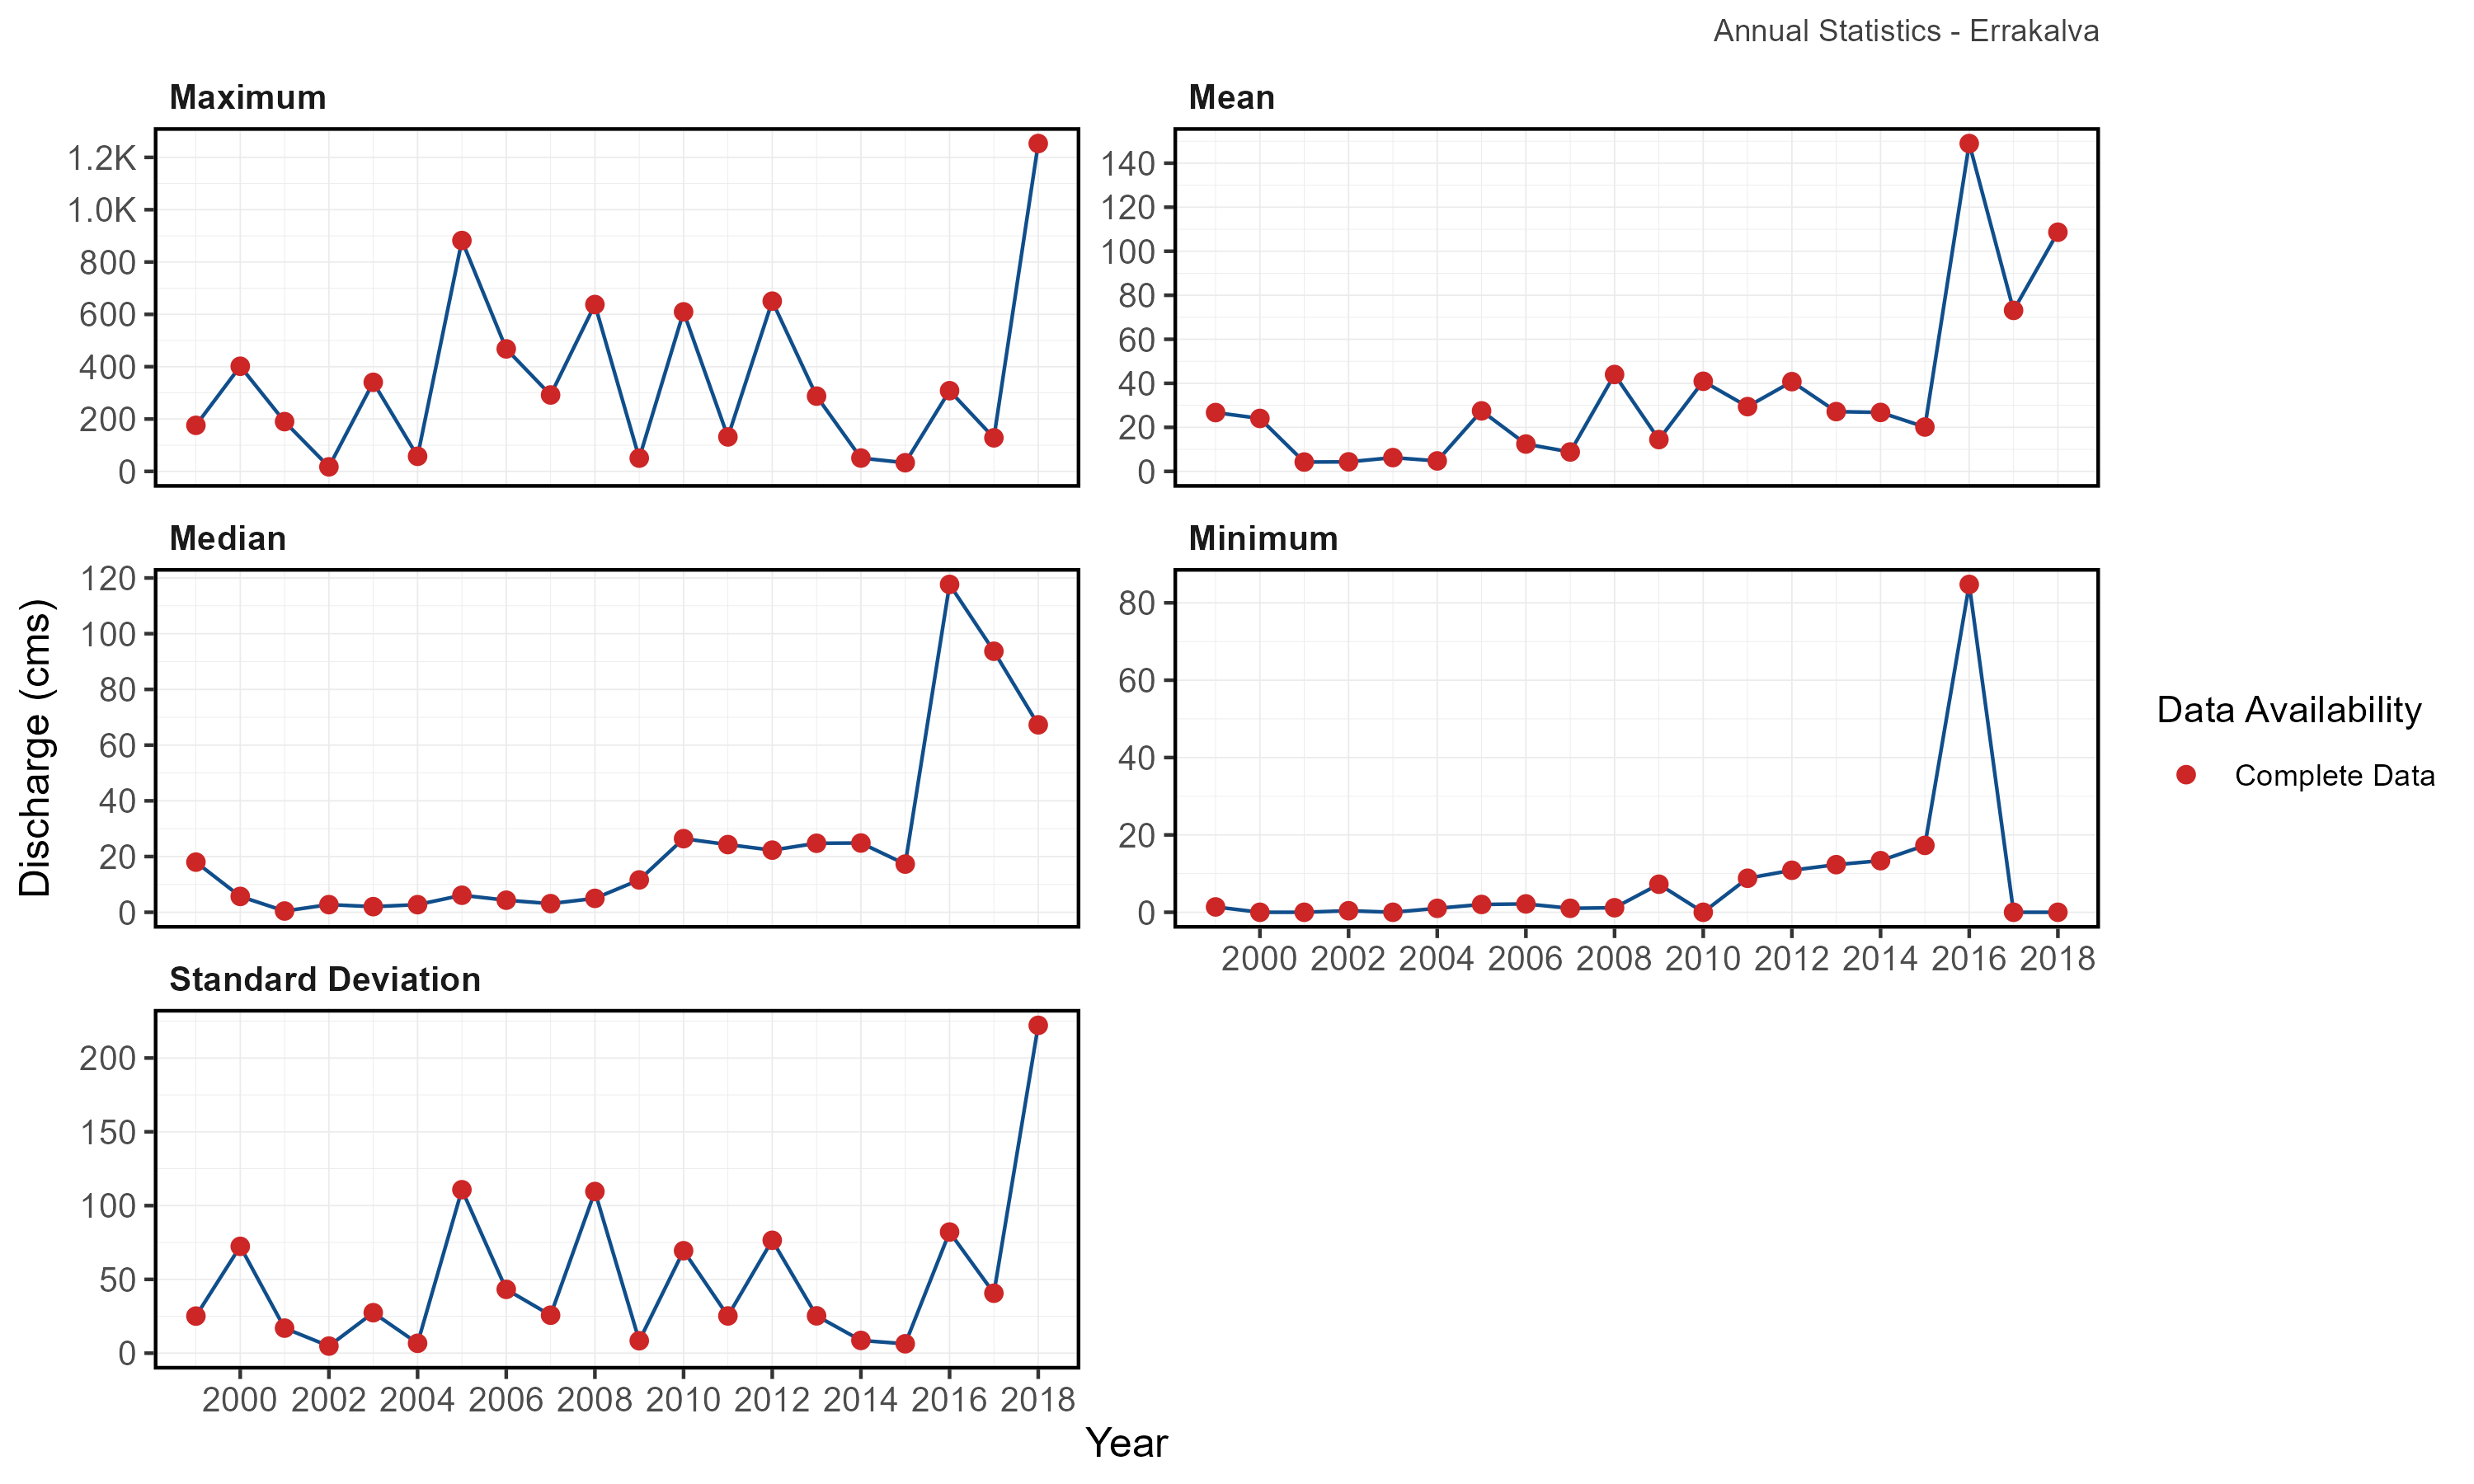 Annual Statistics - Errakalva
Maximum
1.2K
1.0K
800
600
400
200
0
Mean
140
120
100
80
60
40
20
0
Discharge (cms)
Median
120
100
80
60
40
20
0
Minimum
80
60
40
20
0
2000 2002 2004 2006 2008 2010 2012 2014 2016 2018
Data Availability
Complete Data
Standard Deviation
200
150
100
50
0
2000 2002 2004 2006 2008 2010 2012 2014 2016 2018
Year